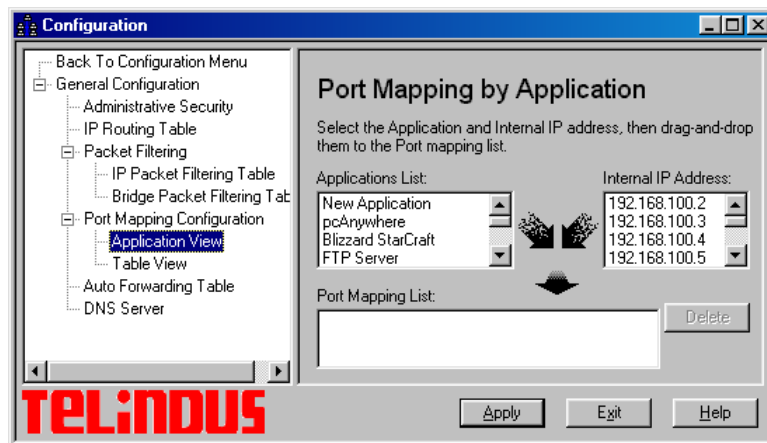 Configuration
Back To Configuration Menu
General Configuration
Administrative Security
IP Routing Table
Packet Filtering
IP Packet Filtering Table
Bridge Packet Filtering Tab
Port Mapping Configuration
Application View
Table View
Auto Forwarding Table
DNS Server
Port Mapping by Application
Select the Application and Internal IP address, then drag-and-drop
them to the Port mapping list.
Applications List:
New Application
pcAnywhere
Blizzard StarCraft
FTP Server
Internal IP Address:
192.168.100.2
192.168.100.3
192.168.100.4
192.168.100.5
Port Mapping List:
Delete
TELiNDUS
Apply
Exit
Help